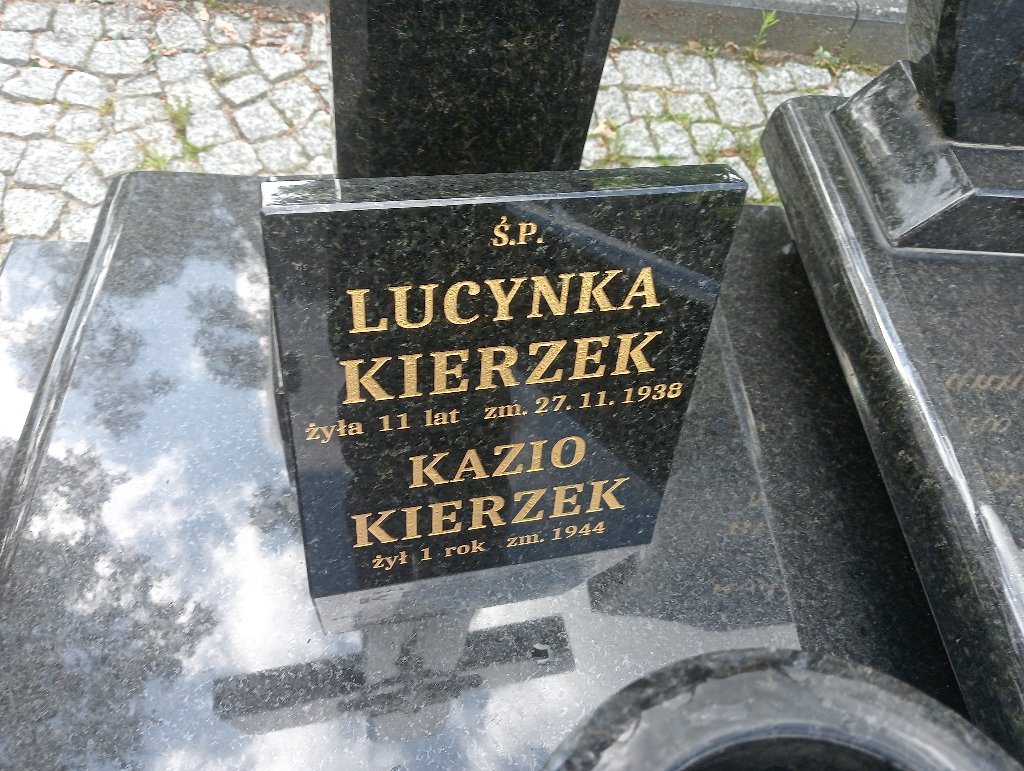 Ś.P.
LUCYNKA
KIERZEK
żyła 11 lat zm. 27. 11. 1938
KAZIO
KIERZEK
żył 1 rok zm. 1944